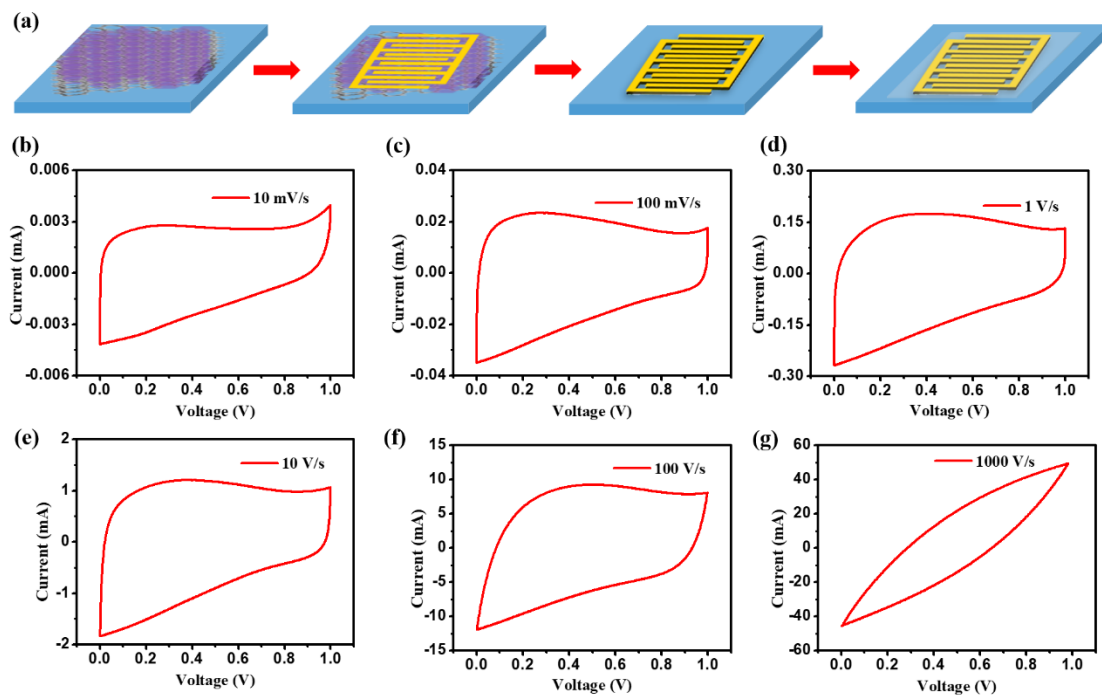 (a)
(b)
0.006
0.003
0.000
-0.003
-0.006
Current (mA)
10 mV/s
0.0 0.2 0.4 0.6 0.8 1.0
Voltage (V)
(c)
0.04
0.02
0.00
-0.02
-0.04
Current (mA)
100 mV/s
0.0 0.2 0.4 0.6 0.8 1.0
Voltage (V)
(d)
0.30
0.15
0.00
-0.15
-0.30
Current (mA)
1 V/s
0.0 0.2 0.4 0.6 0.8 1.0
Voltage (V)
(e)
2
1
0
-1
-2
Current (mA)
10 V/s
0.0 0.2 0.4 0.6 0.8 1.0
Voltage (V)
(f)
15
10
5
0
-5
-10
-15
Current (mA)
100 V/s
0.0 0.2 0.4 0.6 0.8 1.0
Voltage (V)
(g)
60
40
20
0
-20
-40
-60
Current (mA)
1000 V/s
0.0 0.2 0.4 0.6 0.8 1.0
Voltage (V)